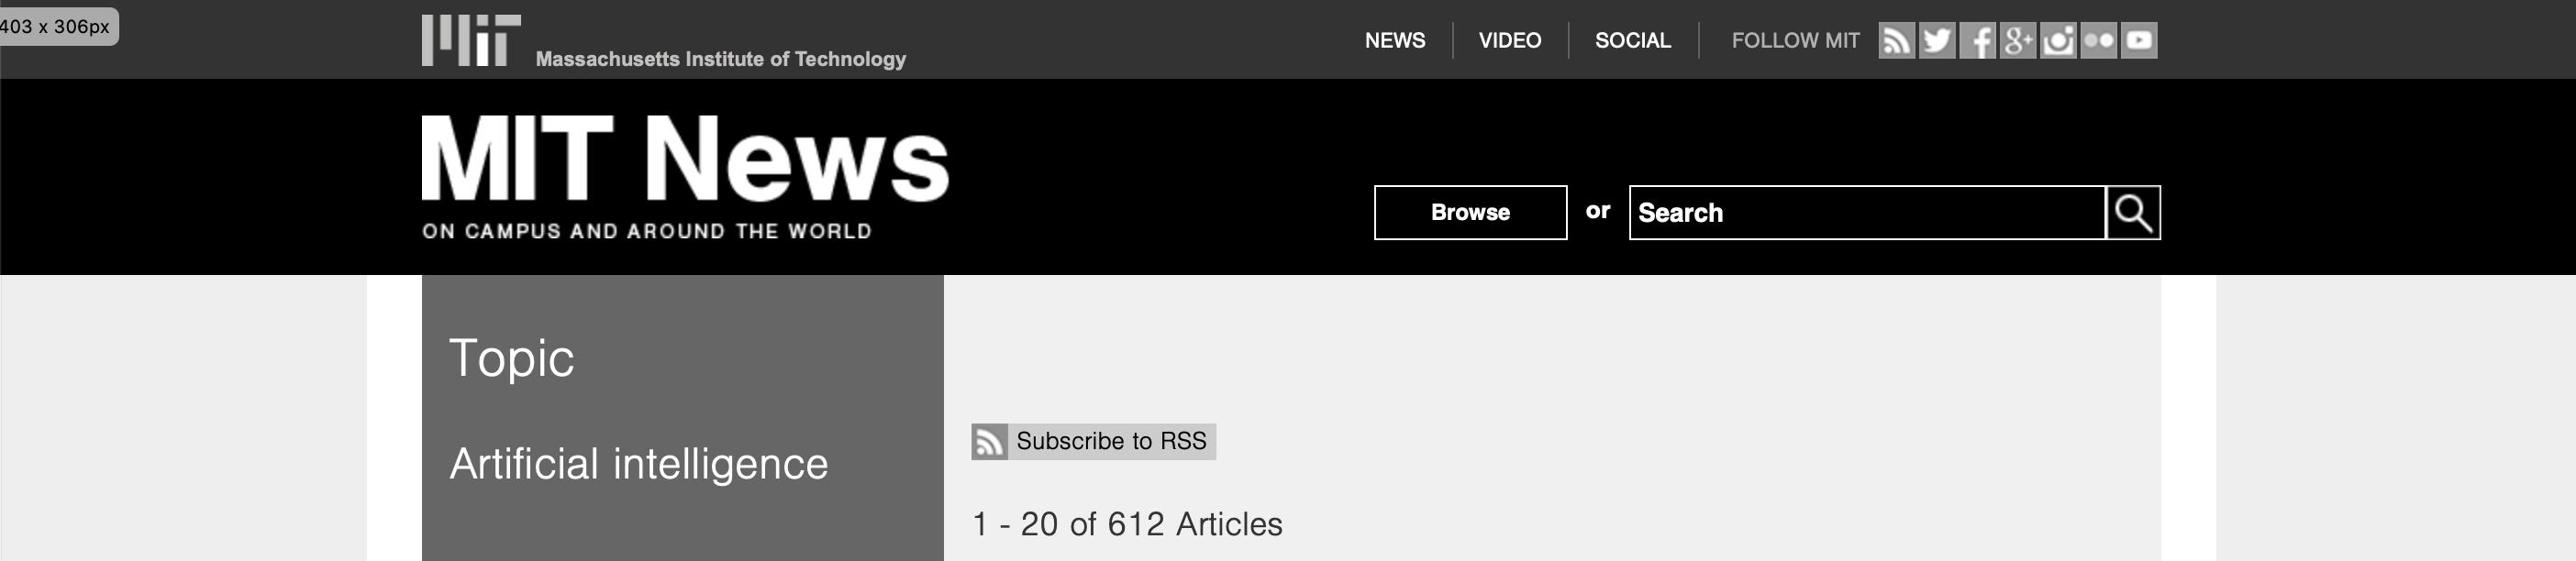 403 x 306px
MIT
Massachusetts Institute of Technology
NEWS
VIDEO
SOCIAL
FOLLOW MIT
g+
MIT News
ON CAMPUS AND AROUND THE WORLD
Browse
or
Search
Topic
Artificial intelligence
Subscribe to RSS
1 - 20 of 612 Articles